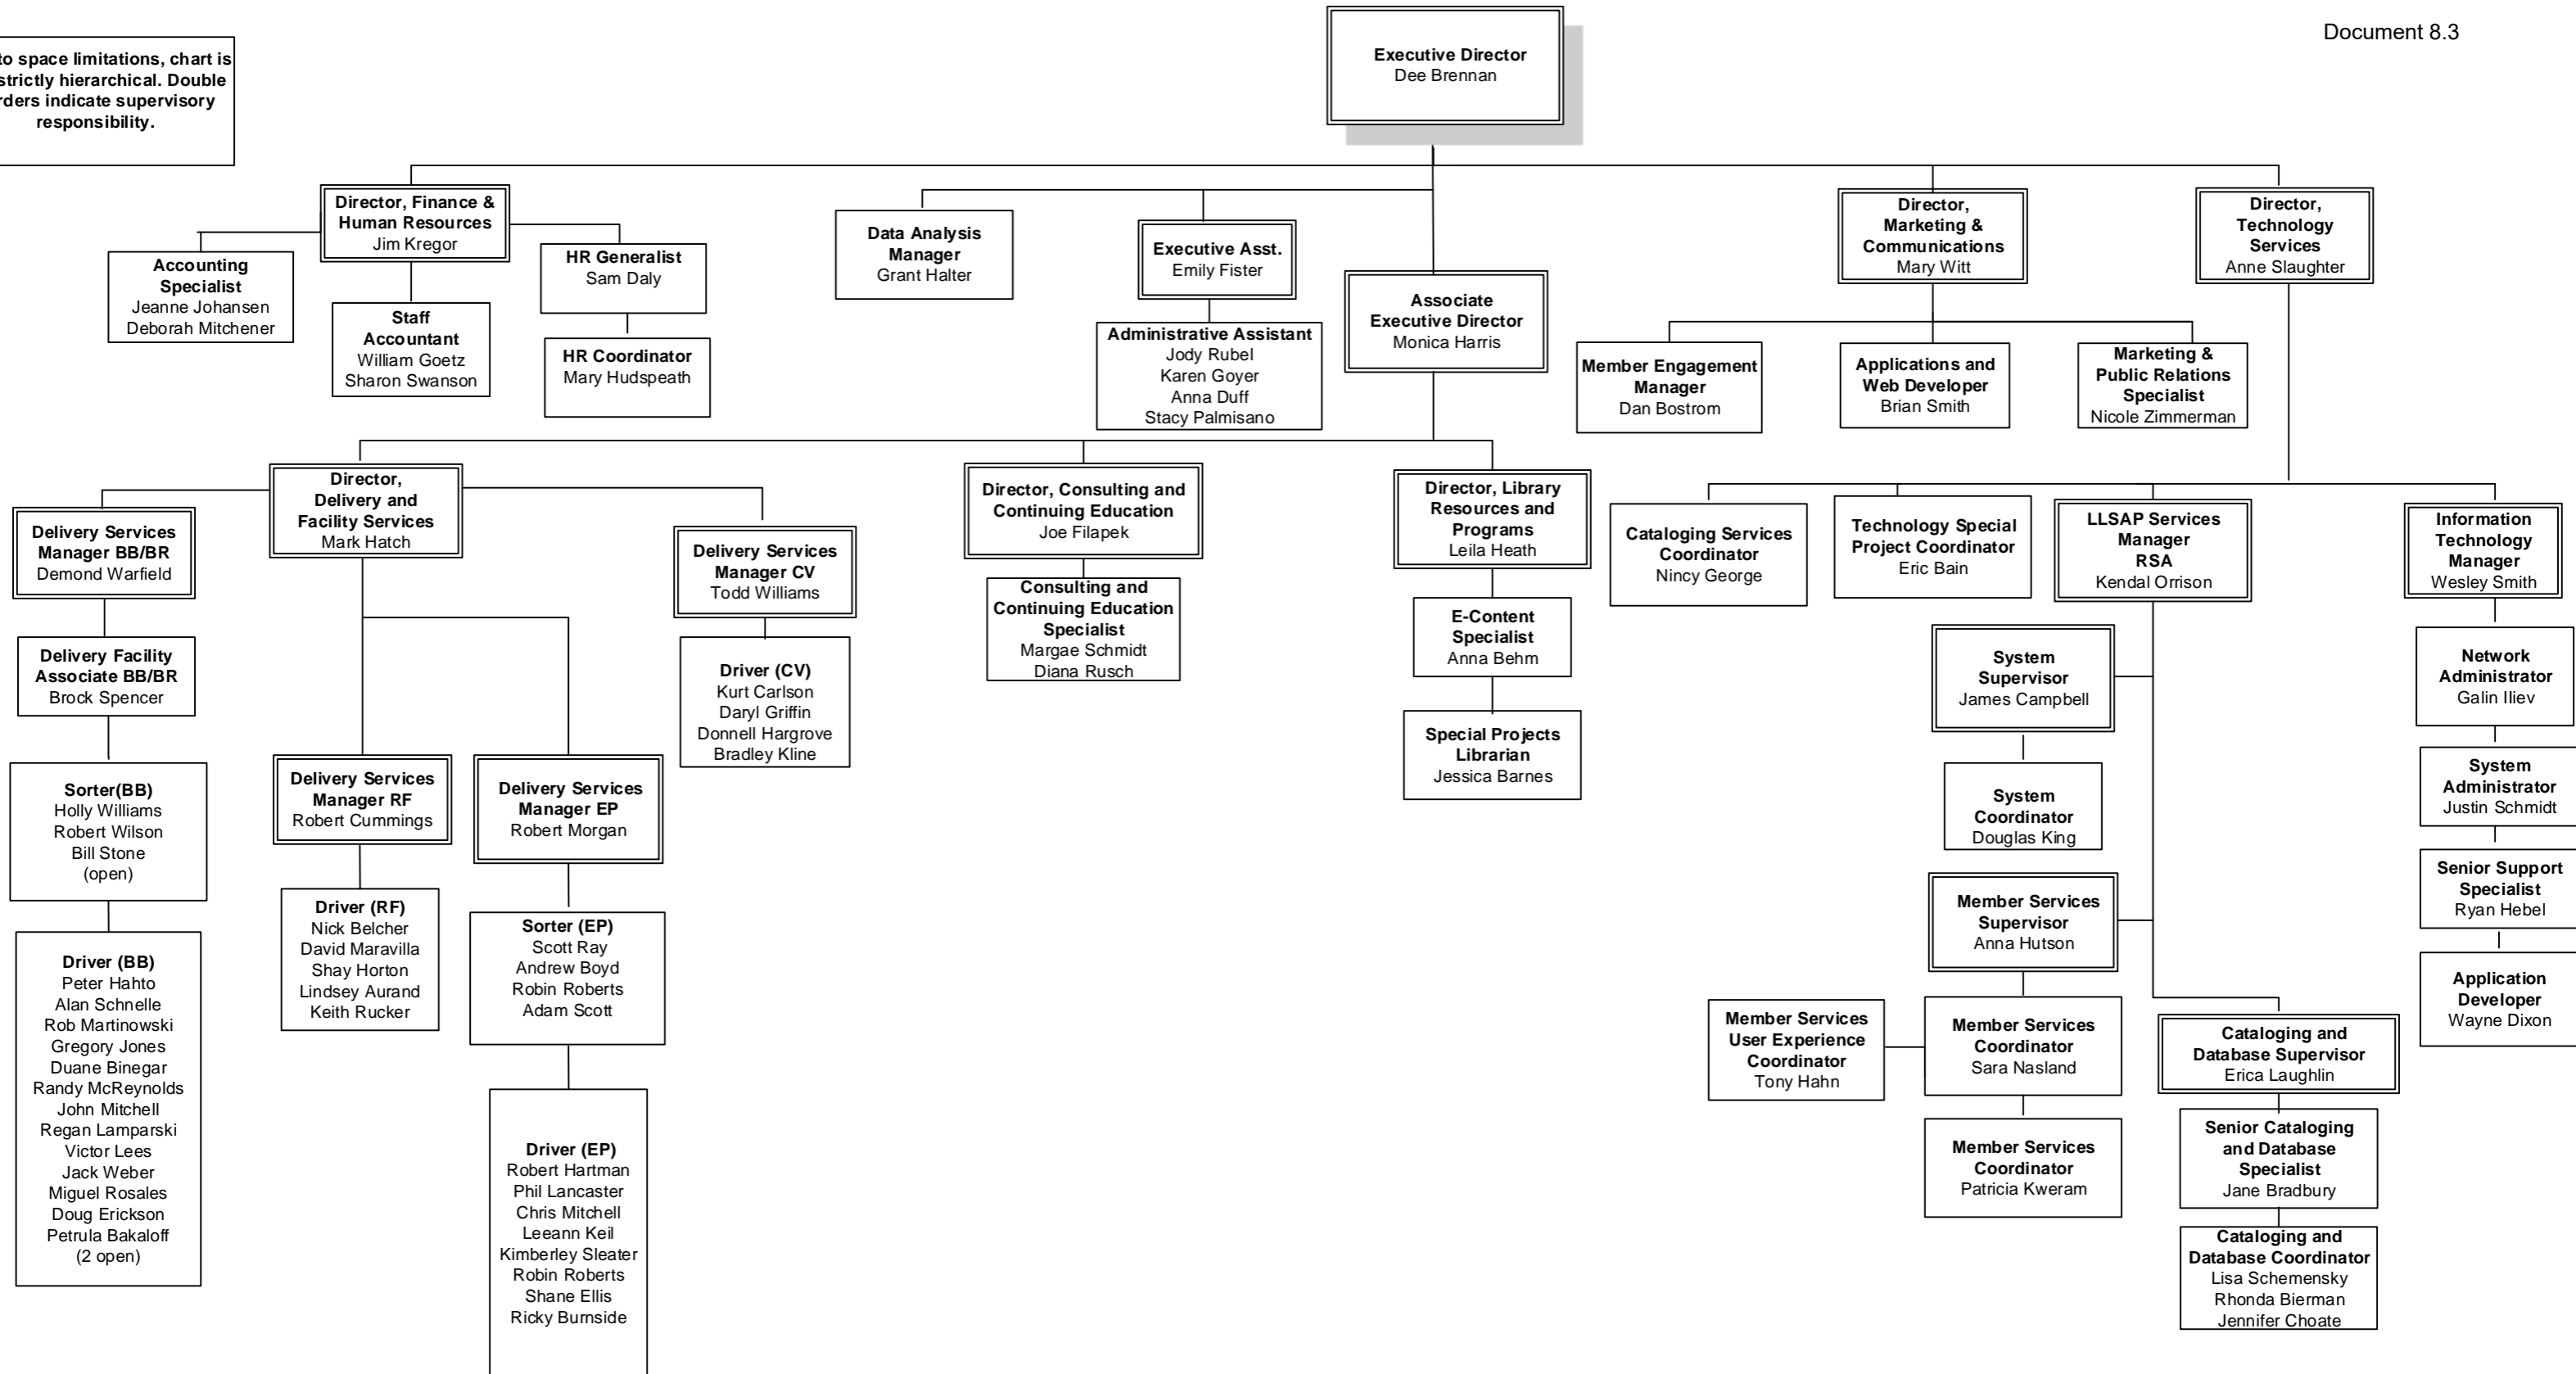 Document 8.3
to space limitations, chart is
strictly hierarchical. Double
rders indicate supervisory
responsibility.
Executive Director
Dee Brennan
Director, Finance &
Human Resources
Jim Kregor
Accounting
Specialist
Jeanne Johansen
Deborah Mitchener
Staff
Accountant
William Goetz
Sharon Swanson
HR Generalist
Sam Daly
HR Coordinator
Mary Hudspeath
Data Analysis
Manager
Grant Halter
Executive Asst.
Emily Fister
Administrative Assistant
Jody Rubel
Karen Goyer
Anna Duff
Stacy Palmisano
Associate
Executive Director
Monica Harris
Director,
Marketing &
Communications
Mary Witt
Member Engagement
Manager
Dan Bostrom
Applications and
Web Developer
Brian Smith
Marketing &
Public Relations
Specialist
Nicole Zimmerman
Director,
Technology
Services
Anne Slaughter
Director,
Delivery and
Facility Services
Mark Hatch
Delivery Services
Manager BB/BR
Demond Warfield
Delivery Facility
Associate BB/BR
Brock Spencer
Sorter(BB)
Holly Williams
Robert Wilson
Bill Stone
(open)
Driver (BB)
Peter Hahto
Alan Schnelle
Rob Martinowski
Gregory Jones
Duane Binegar
Randy McReynolds
John Mitchell
Regan Lamparski
Victor Lees
Jack Weber
Miguel Rosales
Doug Erickson
Petrula Bakaloff
(2 open)
Delivery Services
Manager RF
Robert Cummings
Driver (RF)
Nick Belcher
David Maravilla
Shay Horton
Lindsey Aurand
Keith Rucker
Delivery Services
Manager EP
Robert Morgan
Sorter (EP)
Scott Ray
Andrew Boyd
Robin Roberts
Adam Scott
Driver (EP)
Robert Hartman
Phil Lancaster
Chris Mitchell
Leeann Keil
Kimberley Sleater
Robin Roberts
Shane Ellis
Ricky Burnside
Delivery Services
Manager CV
Todd Williams
Driver (CV)
Kurt Carlson
Daryl Griffin
Donnell Hargrove
Bradley Kline
Director, Consulting and
Continuing Education
Joe Filapek
Consulting and
Continuing Education
Specialist
Margae Schmidt
Diana Rusch
Director, Library
Resources and
Programs
Leila Heath
E-Content
Specialist
Anna Behm
Special Projects
Librarian
Jessica Barnes
Cataloging Services
Coordinator
Nincy George
Technology Special
Project Coordinator
Eric Bain
LLSAP Services
Manager
RSA
Kendal Orrison
System
Supervisor
James Campbell
System
Coordinator
Douglas King
Member Services
Supervisor
Anna Hutson
Member Services
User Experience
Coordinator
Tony Hahn
Member Services
Coordinator
Sara Nasland
Member Services
Coordinator
Patricia Kweram
Cataloging and
Database Supervisor
Erica Laughlin
Senior Cataloging
and Database
Specialist
Jane Bradbury
Cataloging and
Database Coordinator
Lisa Schemensky
Rhonda Bierman
Jennifer Choate
Information
Technology
Manager
Wesley Smith
Network
Administrator
Galin Iliev
System
Administrator
Justin Schmidt
Senior Support
Specialist
Ryan Hebel
Application
Developer
Wayne Dixon